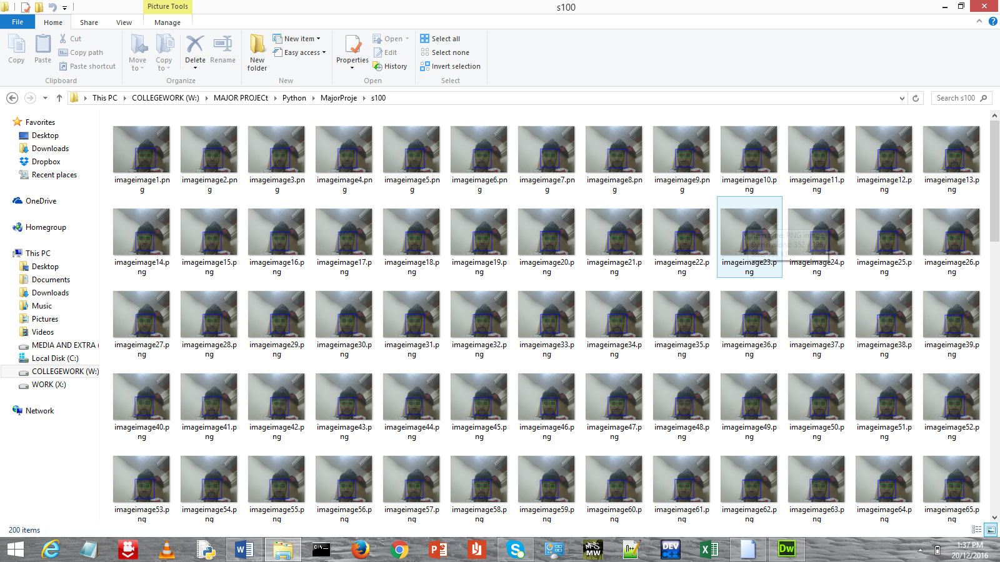 Picture Tools
s100
File
Home
Share
View
Manage
Copy
Paste
Cut
Copy path
Paste shortcut
Clipboard
Move to
Copy to
Delete
Rename
Organize
New folder
New item
Easy access
New
Properties
Open
Edit
History
Open
Select all
Select none
Invert selection
Select
This PC
COLLEGEWORK (W:)
MAJOR PROJECt
Python
MajorProje
s100
Search s100
Favorites
Desktop
Downloads
Dropbox
Recent places
OneDrive
Homegroup
This PC
Desktop
Documents
Downloads
Music
Pictures
Videos
MEDIA AND EXTRA (
Local Disk (C:)
COLLEGEWORK (W:)
WORK (X:)
Network
imageimage1.png
imageimage2.png
imageimage3.png
imageimage4.png
imageimage5.png
imageimage6.png
imageimage7.png
imageimage8.png
imageimage9.png
imageimage10.png
imageimage11.png
imageimage12.png
imageimage13.png
imageimage14.png
imageimage15.png
imageimage16.png
imageimage17.png
imageimage18.png
imageimage19.png
imageimage20.png
imageimage21.png
imageimage22.png
imageimage23.png
imageimage24.png
imageimage25.png
imageimage26.png
Item type: PNG image
Dimensions: 352
imageimage27.png
imageimage28.png
imageimage29.png
imageimage30.png
imageimage31.png
imageimage32.png
imageimage33.png
imageimage34.png
imageimage35.png
imageimage36.png
imageimage37.png
imageimage38.png
imageimage39.png
imageimage40.png
imageimage41.png
imageimage42.png
imageimage43.png
imageimage44.png
imageimage45.png
imageimage46.png
imageimage47.png
imageimage48.png
imageimage49.png
imageimage50.png
imageimage51.png
imageimage52.png
imageimage53.png
imageimage54.png
imageimage55.png
imageimage56.png
imageimage57.png
imageimage58.png
imageimage59.png
imageimage60.png
imageimage61.png
imageimage62.png
imageimage63.png
imageimage64.png
imageimage65.png
200 items
NFS
MW
DEV
C++
Dw
1:37 PM
20/12/2016